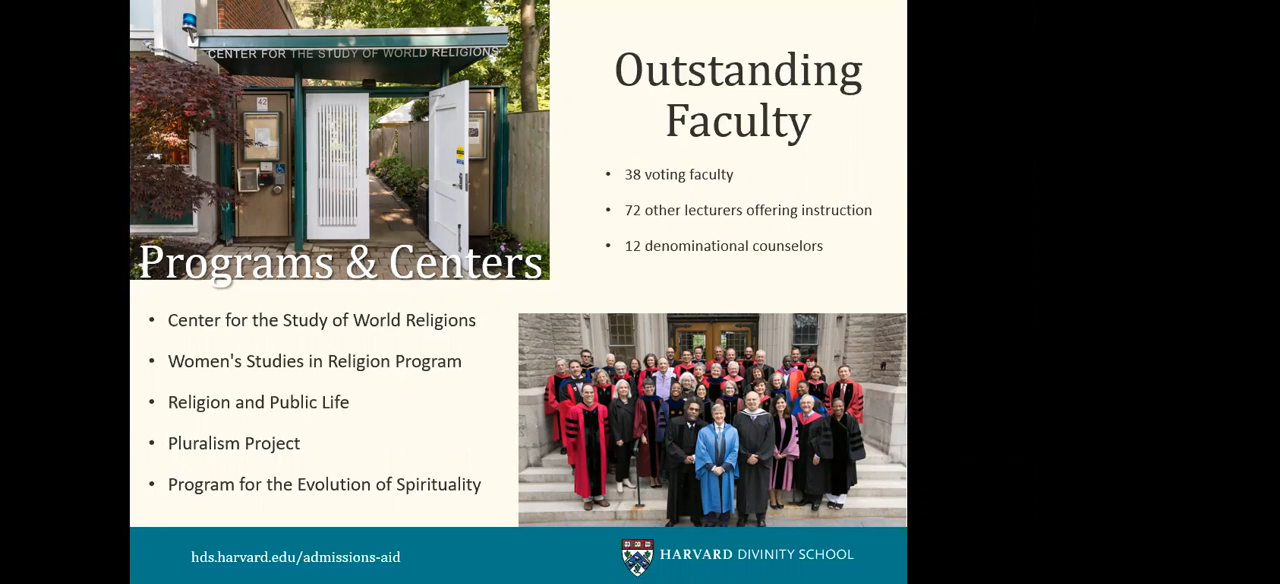 CENTER FOR THE STUDY OF WORLD RELIGIONS
42
Programs & Centers
• Center for the Study of World Religions
• Women's Studies in Religion Program
• Religion and Public Life
• Pluralism Project
• Program for the Evolution of Spirituality
Outstanding
Faculty
• 38 voting faculty
• 72 other lecturers offering instruction
• 12 denominational counselors
hds.harvard.edu/admissions-aid
HARVARD DIVINITY SCHOOL